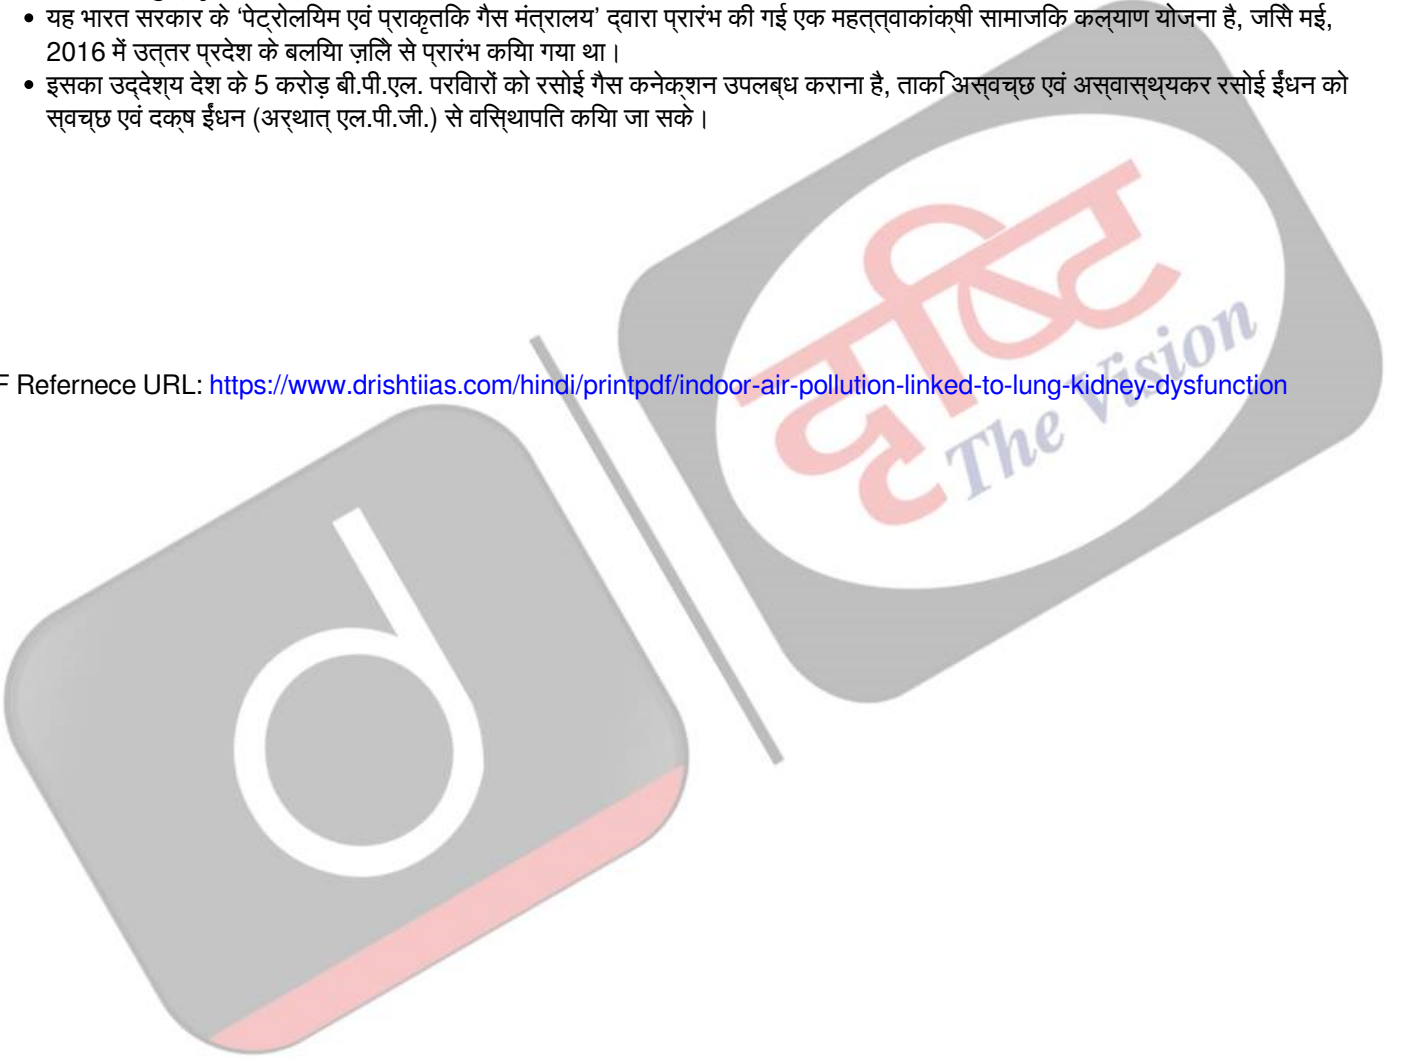 • यह भारत सरकार के ‘पेट्रोलियम एवं प्राकृतिक गैस मंत्रालय’ द्वारा प्रारंभ की गई एक महत्त्वाकांक्षी सामाजिक कल्याण योजना है, जिसे मई,
2016 में उत्तर प्रदेश के बलिया ज़िले से प्रारंभ किया गया था।
• इसका उद्देश्य देश के 5 करोड़ बी.पी.एल. परिवारों को रसोई गैस कनेक्शन उपलब्ध कराना है, ताकि अस्वच्छ एवं अस्वास्थ्यकर रसोई ईंधन को
स्वच्छ एवं दक्ष ईंधन (अर्थात् एल.पी.जी.) से विस्थापित किया जा सके।
दृष्टि
The Vision
F Refernece URL: https://www.drishtiias.com/hindi/printpdf/indoor-air-pollution-linked-to-lung-kidney-dysfunction
d